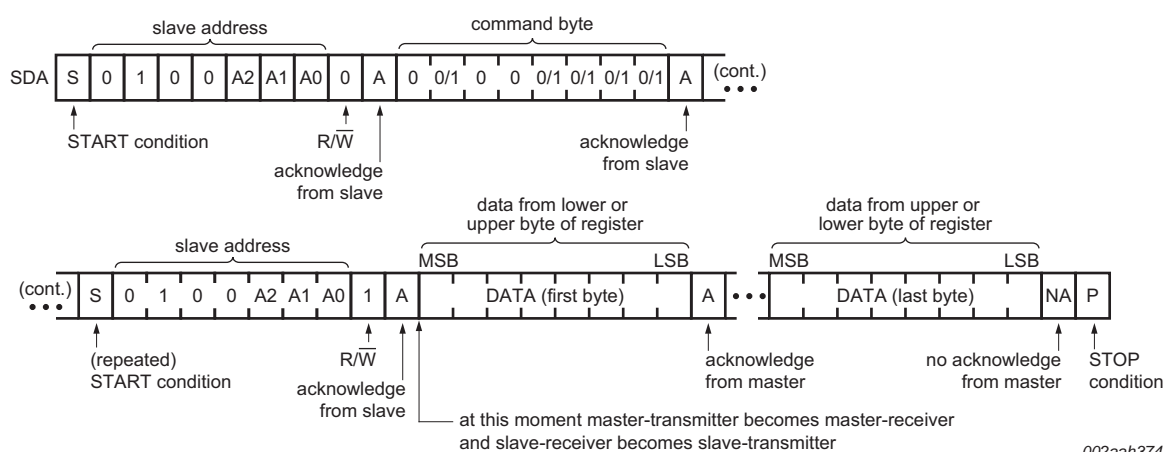 slave address command byte
SDA S 0 1 0 0 A2 A1 A0 0 A 0 0/1 0 0 0/1 0/1 0/1 0/1 A (cont.)
START condition R/W̅ acknowledge from slave acknowledge from slave
data from lower or upper byte of register data from upper or lower byte of register
slave address MSB LSB MSB LSB
(cont.) S 0 1 0 0 A2 A1 A0 1 A DATA (first byte) A DATA (last byte) NA P
(repeated) START condition R/W̅ acknowledge from slave acknowledge from master no acknowledge from master STOP condition
at this moment master-transmitter becomes master-receiver
and slave-receiver becomes slave-transmitter